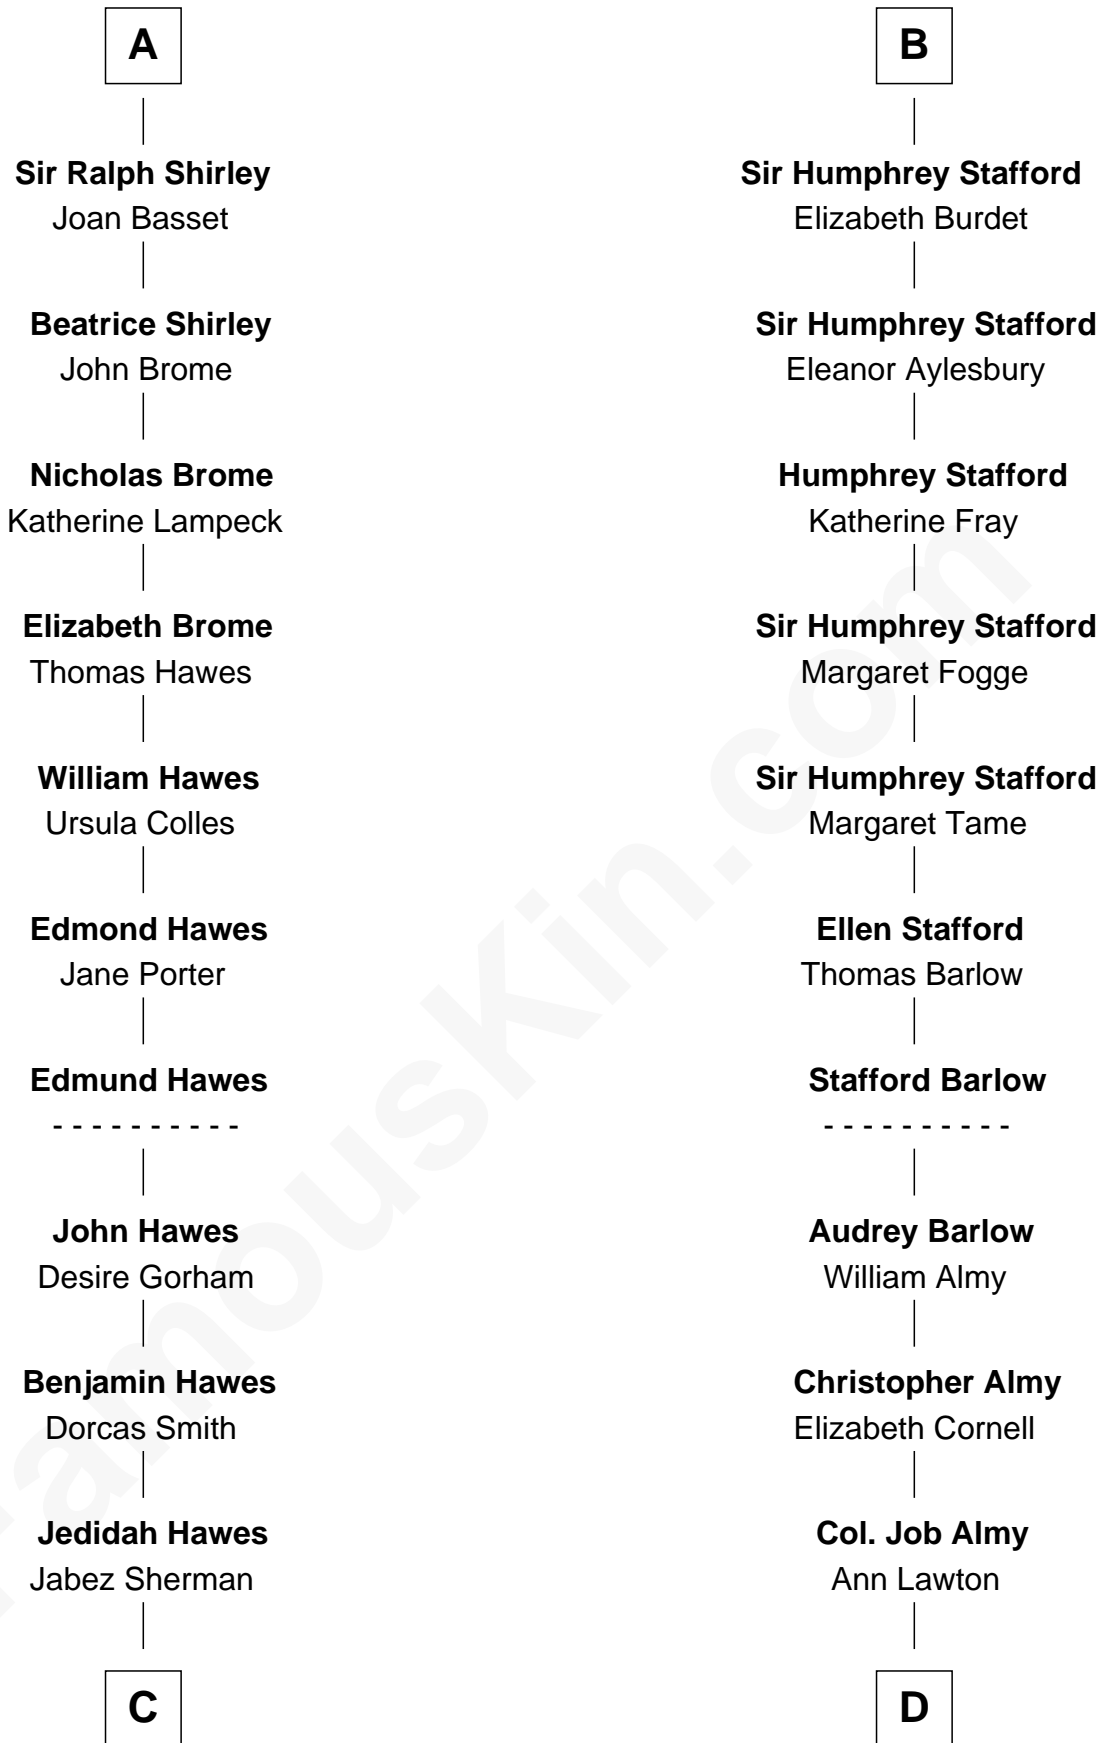 A
Sir Ralph Shirley
Joan Basset
Beatrice Shirley
John Brome
Nicholas Brome
Katherine Lampeck
Elizabeth Brome
Thomas Hawes
William Hawes
Ursula Colles
Edmond Hawes
Jane Porter
Edmund Hawes
- - - - - - - - - -
John Hawes
Desire Gorham
Benjamin Hawes
Dorcas Smith
Jedidah Hawes
Jabez Sherman
C
B
Sir Humphrey Stafford
Elizabeth Burdet
Sir Humphrey Stafford
Eleanor Aylesbury
Humphrey Stafford
Katherine Fray
Sir Humphrey Stafford
Margaret Fogge
Sir Humphrey Stafford
Margaret Tame
Ellen Stafford
Thomas Barlow
Stafford Barlow
- - - - - - - - - -
Audrey Barlow
William Almy
Christopher Almy
Elizabeth Cornell
Col. Job Almy
Ann Lawton
D
FamousKin.com